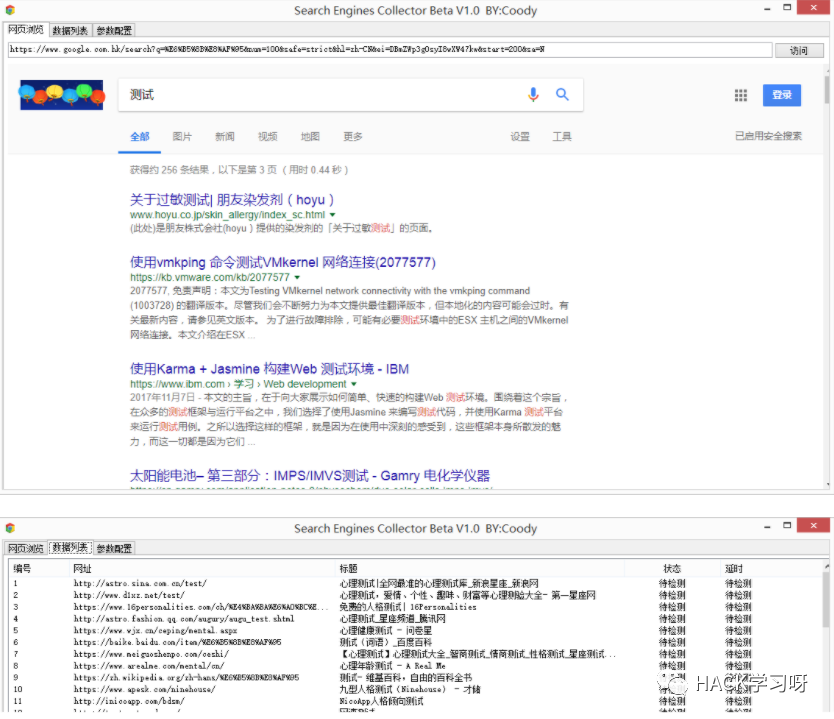 Search Engines Collector Beta V1.0 BY:Coody
网页浏览 数据列表 参数配置
https://www.google.com.hk/search?q=%E6%B5%8B%E8%AF%95&num=100&safe=strict&hl=zh-CN&ei=DBmZWp3gOsyI8wXW47kw&start=200&sa=N 访问
测试 登录
全部 图片 新闻 视频 地图 更多 设置 工具 已启用安全搜索
获得约 256 条结果,以下是第 3 页 (用时 0.44 秒)
关于过敏测试| 朋友染发剂(hoyu)
www.hoyu.co.jp/skin_allergy/index_sc.html
(此处)是朋友株式会社(hoyu)提供的染发剂的「关于过敏测试」的页面。
使用vmkping 命令测试VMkernel 网络连接(2077577)
https://kb.vmware.com/kb/2077577
2077577, 免责声明:本文为Testing VMkernel network connectivity with the vmkping command
(1003728) 的翻译版本。尽管我们会不断努力为本文提供最佳翻译版本,但本地化的内容可能会过时。有
关最新内容,请参见英文版本。 为了进行故障排除,可能有必要测试环境中的ESX 主机之间的VMkernel
网络连接。本文介绍在ESX ...
使用Karma + Jasmine 构建Web 测试环境 - IBM
https://www.ibm.com › 学习 › Web development
2017年11月7日 - 本文的主旨,在于向大家展示如何简单、快速的构建Web 测试环境。围绕着这个宗旨,
在众多的测试框架与运行平台之中,我们选择了使用Jasmine 来编写测试代码,并使用Karma 测试平台
来运行测试用例。之所以选择这样的框架,就是因为在使用中深刻的感受到,这些框架本身所散发的魅
力,而这一切都是因为它们 ...
太阳能电池– 第三部分:IMPS/IMVS测试 - Gamry 电化学仪器
Search Engines Collector Beta V1.0 BY:Coody
网页浏览 数据列表 参数配置
编号 网址 标题 状态 延时
1 http://astro.sina.com.cn/test/ 心理测试|全网最准的心理测试库_新浪星座_新浪网 待检测 待检测
2 http://www.d1xz.net/test/ 心理测试,爱情、个性、趣味、财富等心理测验大全- 第一星座网 待检测 待检测
3 https://www.16personalities.com/ch/%E4%BA%BA%E6%A0%BC%E... 免费的人格测试| 16Personalities 待检测 待检测
4 http://astro.fashion.qq.com/augury/augu_test.shtml 心理测试_星座频道_腾讯网 待检测 待检测
5 https://www.wjx.cn/ceping/mental.aspx 心理健康测试 - 问卷星 待检测 待检测
6 https://baike.baidu.com/item/%E6%B5%8B%E8%AF%95 测试(词语)_百度百科 待检测 待检测
7 http://www.meiguoshenpo.com/ceshi/ 【心理测试】心理测试大全_智商测试_情商测试_性格测试_星座测试... 待检测 待检测
8 https://www.arealme.com/mental/cn/ 心理年龄测试 - A Real Me 待检测 待检测
9 https://zh.wikipedia.org/zh-hans/%E6%B5%8B%E8%AF%95 测试- 维基百科,自由的百科全书 待检测
10 https://www.apesk.com/ninehouse/ 九型人格测试(Ninehouse) - 才储
11 http://inicoapp.com/bdsm/ NicoApp人格倾向测试 待检测 待检测
HACK学习呀